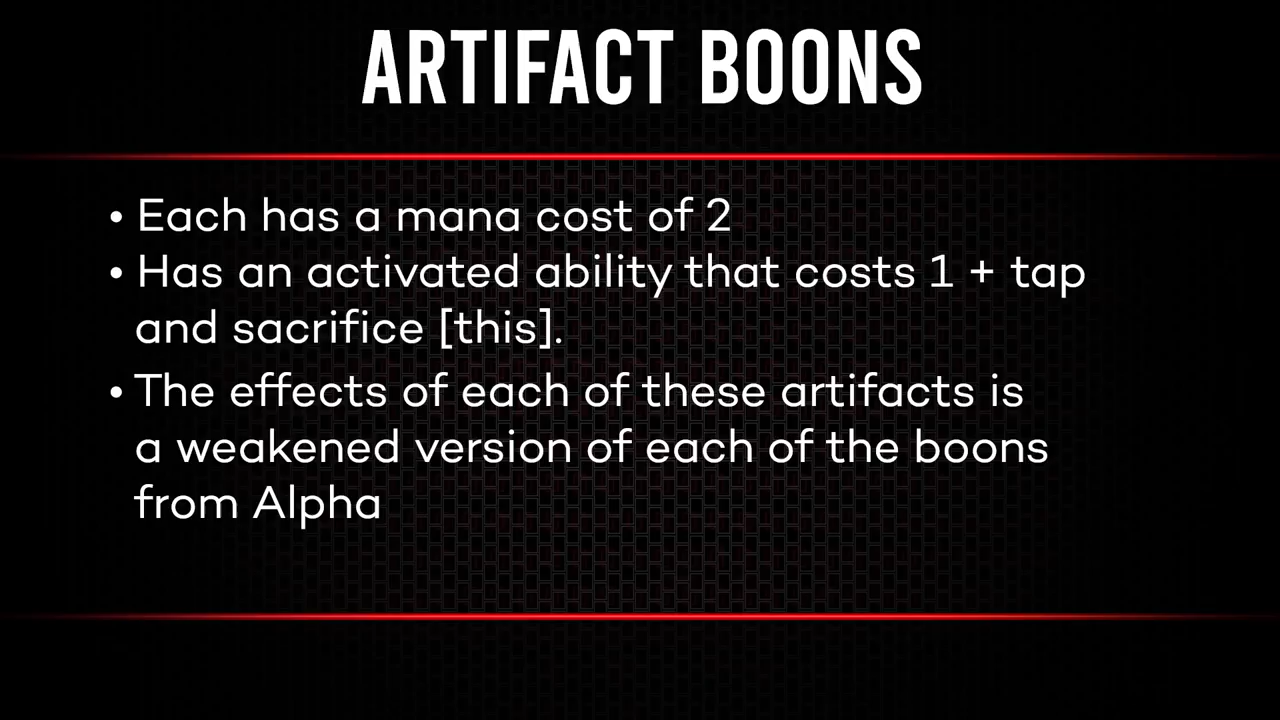 ARTIFACT BOONS
• Each has a mana cost of 2
• Has an activated ability that costs 1 + tap
and sacrifice [this].
• The effects of each of these artifacts is
a weakened version of each of the boons
from Alpha